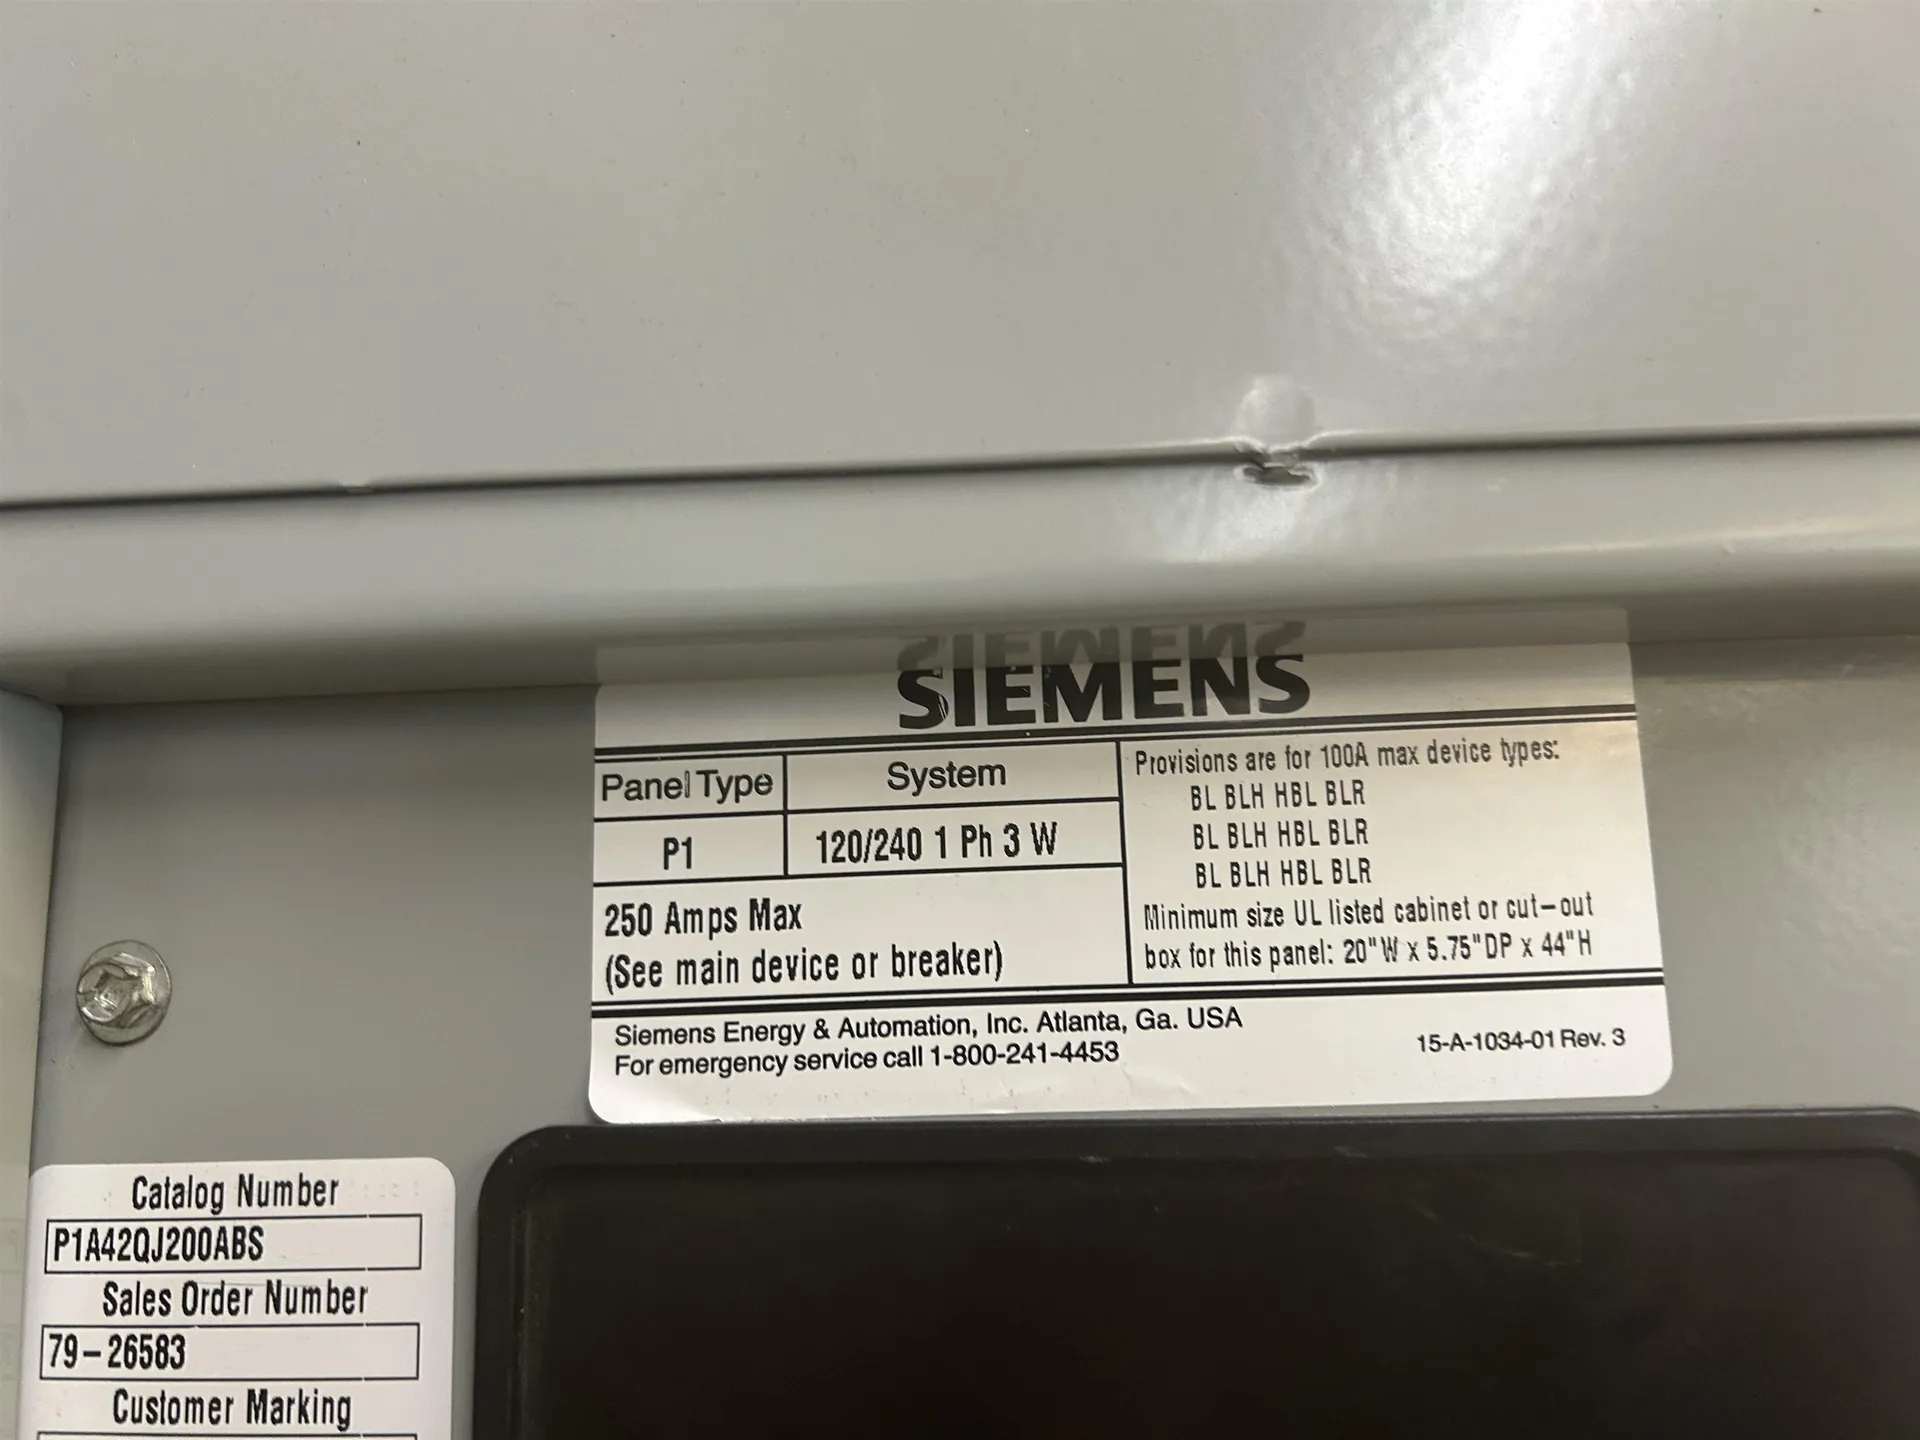 SIEMENS
Panel Type
System
P1
120/240 1 Ph 3 W
250 Amps Max
(See main device or breaker)
Provisions are for 100A max device types:
BL BLH HBL BLR
BL BLH HBL BLR
BL BLH HBL BLR
Minimum size UL listed cabinet or cut-out
box for this panel: 20"W x 5.75"DP x 44"H
Siemens Energy & Automation, Inc. Atlanta, Ga. USA
For emergency service call 1-800-241-4453
15-A-1034-01 Rev. 3
Catalog Number
P1A42QJ200ABS
Sales Order Number
79-26583
Customer Marking